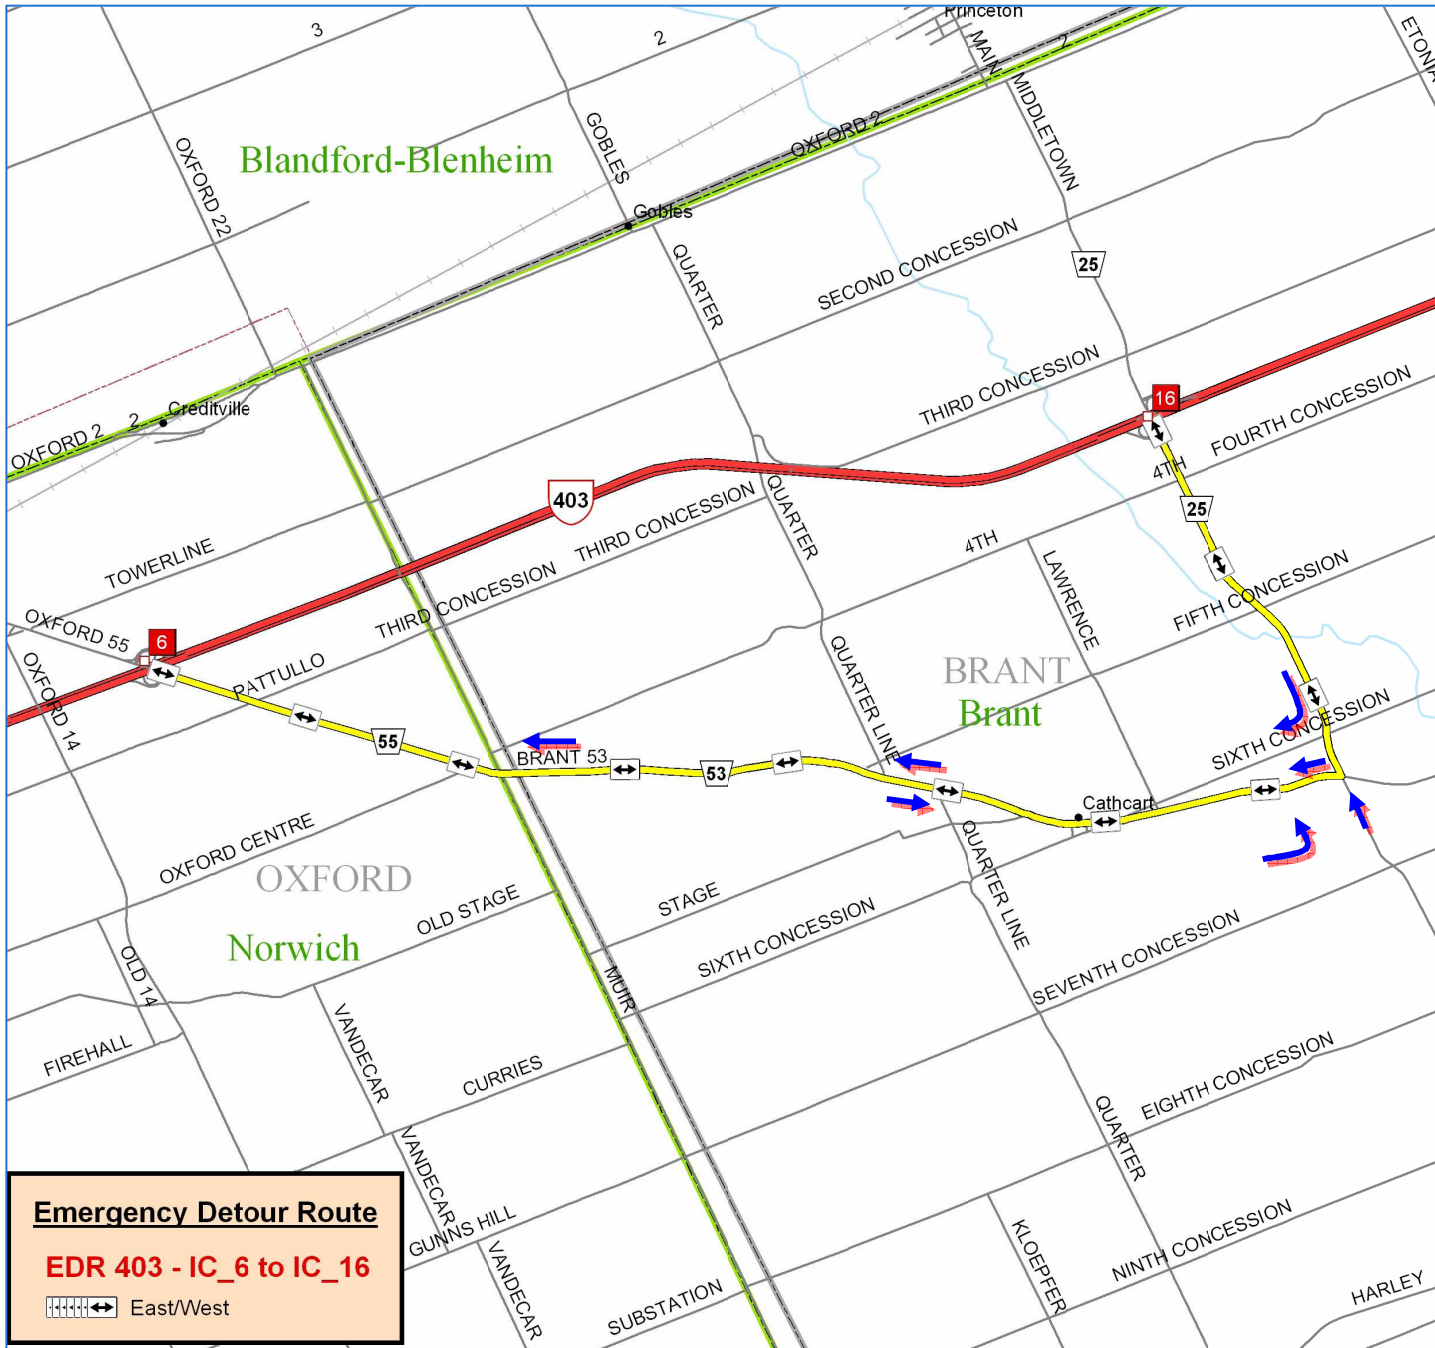 Princeton
3
2
2
MAIN
ETONIA
MIDDLETOWN
GOBLES
OXFORD 2
OXFORD 22
Blandford-Blenheim
Gobles
QUARTER
SECOND CONCESSION
25
THIRD CONCESSION
16
FOURTH CONCESSION
Creditville
2
OXFORD 2
4TH
403
QUARTER
THIRD CONCESSION
25
4TH
TOWERLINE
THIRD CONCESSION
LAWRENCE
FIFTH CONCESSION
OXFORD 55
6
PATTULLO
OXFORD 14
QUARTER LINE
BRANT
Brant
SIXTH CONCESSION
55
BRANT 53
53
Cathcart
OXFORD CENTRE
QUARTER LINE
OXFORD
STAGE
OLD STAGE
Norwich
SIXTH CONCESSION
SEVENTH CONCESSION
OLD 14
MUIR
VANDECAR
FIREHALL
CURRIES
EIGHTH CONCESSION
QUARTER
VANDECAR
GUNNS HILL
KLOEPFER
NINTH CONCESSION
VANDECAR
SUBSTATION
HARLEY
Emergency Detour Route
EDR 403 - IC_6 to IC_16
East/West